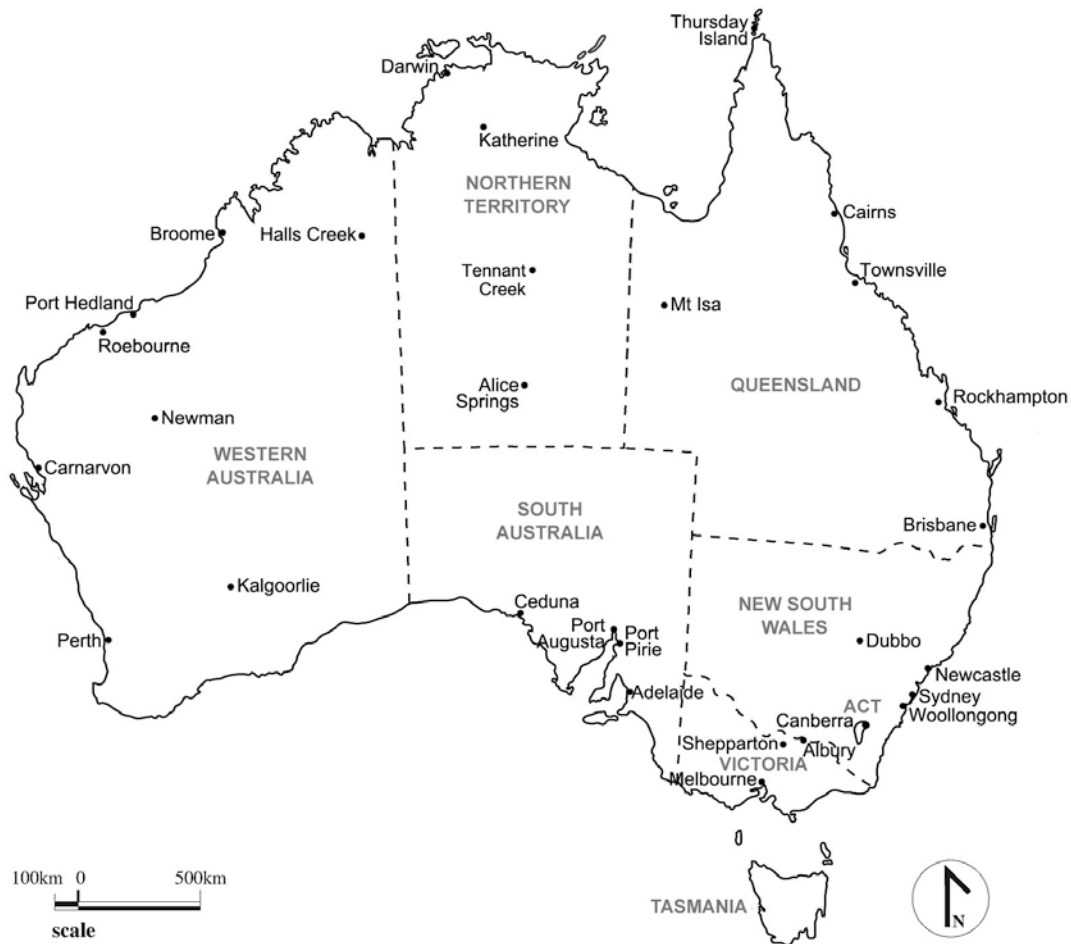 Thursday
Island
Darwin
Katherine
NORTHERN
TERRITORY
Cairns
Broome
Halls Creek
Tennant
Creek
Townsville
Port Hedland
Mt Isa
Roebourne
Alice
Springs
QUEENSLAND
Rockhampton
Newman
WESTERN
AUSTRALIA
Carnarvon
SOUTH
AUSTRALIA
Brisbane
Kalgoorlie
Ceduna
NEW SOUTH
WALES
Port
Augusta
Port
Pirie
Perth
Dubbo
Newcastle
Adelaide
Sydney
ACT
Woollongong
Canberra
Shepparton
Albury
VICTORIA
Melbourne
100km 0 500km
scale
TASMANIA
N